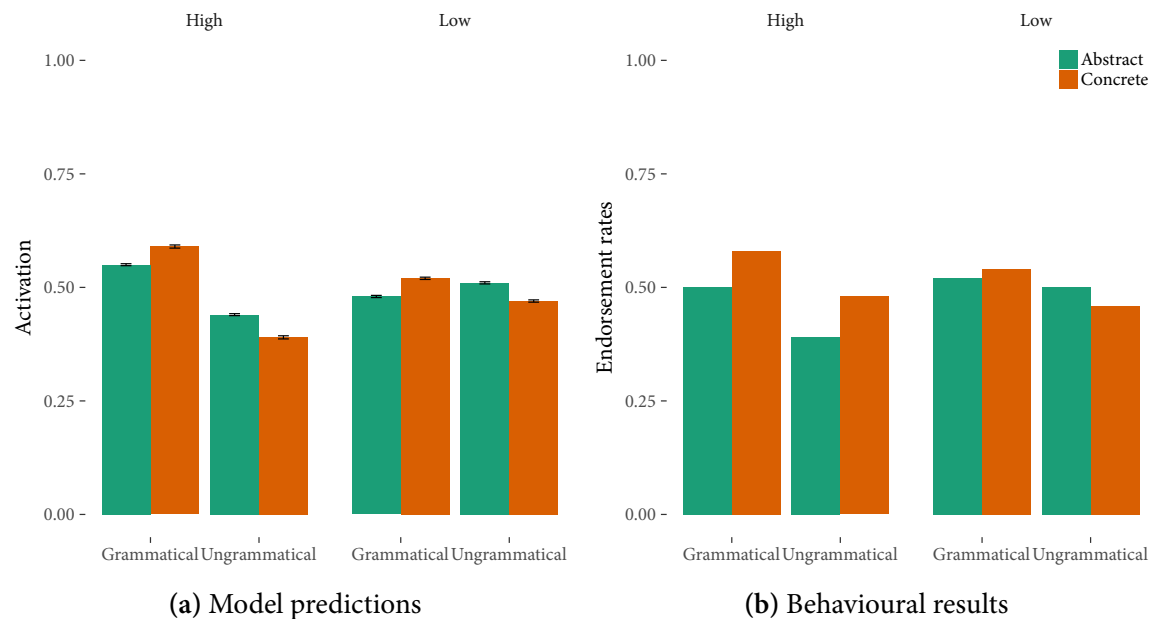 High Low
1.00
0.75
0.50
0.25
0.00
Activation
Grammatical Ungrammatical Grammatical Ungrammatical
(a) Model predictions
High Low
Abstract
Concrete
1.00
0.75
0.50
0.25
0.00
Endorsement rates
Grammatical Ungrammatical Grammatical Ungrammatical
(b) Behavioural results